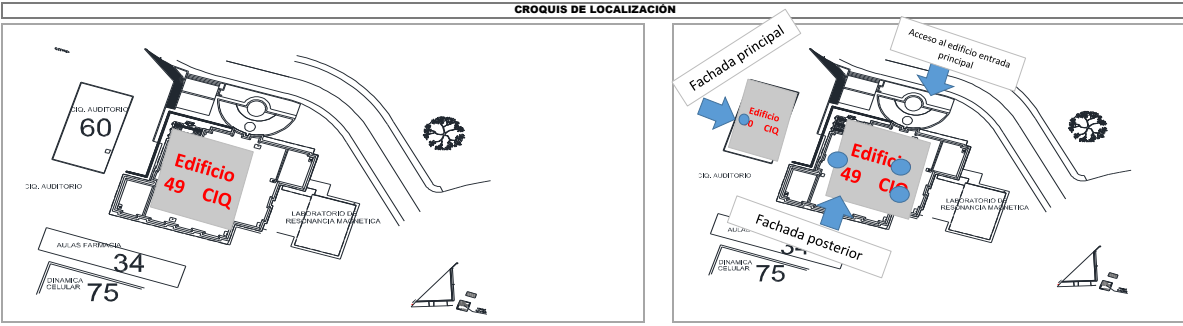 CROQUIS DE LOCALIZACIÓN
CIQ. AUDITORIO
60
CIQ. AUDITORIO
Edificio
49 CIQ
LABORATORIO DE
RESONANCIA MAGNETICA
AULAS FARMACIA
34
DINAMICA
CELULAR
75
Fachada principal
Acceso al edificio entrada
principal
Edificio
0 CIQ
CIQ. AUDITORIO
Edificio
49 CIQ
LABORATORIO DE
RESONANCIA MAGNETICA
Fachada posterior
34
DINAMICA
CELULAR
75